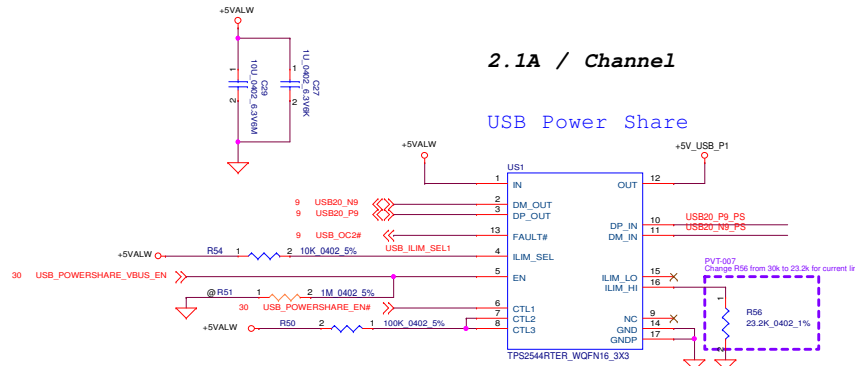 +5VALW
1
2
10U_0402_6.3V6M
C29
1
2
1U_0402_6.3V6K
C27
2.1A / Channel
USB Power Share
+5VALW
US1
+5V_USB_P1
1 IN
OUT 12
9 USB20_N9 2 DM_OUT
9 USB20_P9 3 DP_OUT
DP_IN 10 USB20_P9_PS
DM_IN 11 USB20_N9_PS
9 USB_OC2# 13 FAULT#
USB_ILIM_SEL1
+5VALW R54 1 2 10K_0402_5% 4 ILIM_SEL
30 USB_POWERSHARE_VBUS_EN 5 EN
ILIM_LO 15
ILIM_HI 16
PVT-007
Change R56 from 30k to 23.2k for current li
@R51 1 2 1M_0402_5%
30 USB_POWERSHARE_EN# 6 CTL1
7 CTL2
+5VALW R50 2 1 100K_0402_5% 8 CTL3
NC 9
GND 14
GNDP 17
1
R56
23.2K_0402_1%
2
TPS2544RTER_WQFN16_3X3